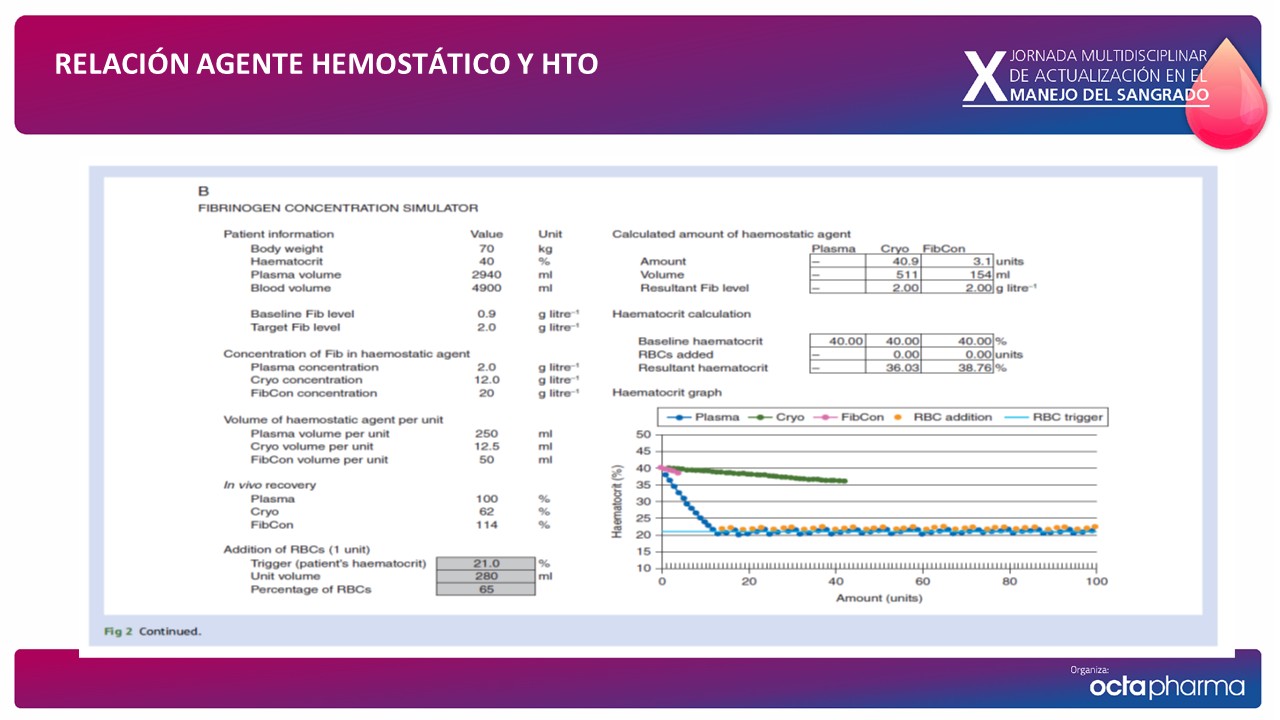 RELACIÓN AGENTE HEMOSTÁTICO Y HTO
X JORNADA MULTIDISCIPLINAR
DE ACTUALIZACIÓN EN EL
MANEJO DEL SANGRADO
B
FIBRINOGEN CONCENTRATION SIMULATOR
Patient information Value Unit
Body weight 70 kg
Haematocrit 40 %
Plasma volume 2940 ml
Blood volume 4900 ml
Baseline Fib level 0.9 g litre⁻¹
Target Fib level 2.0 g litre⁻¹
Concentration of Fib in haemostatic agent
Plasma concentration 2.0 g litre⁻¹
Cryo concentration 12.0 g litre⁻¹
FibCon concentration 20 g litre⁻¹
Volume of haemostatic agent per unit
Plasma volume per unit 250 ml
Cryo volume per unit 12.5 ml
FibCon volume per unit 50 ml
In vivo recovery
Plasma 100 %
Cryo 62 %
FibCon 114 %
Addition of RBCs (1 unit)
Trigger (patient's haematocrit) 21.0 %
Unit volume 280 ml
Percentage of RBCs 65
Calculated amount of haemostatic agent
Plasma Cryo FibCon
Amount – 40.9 3.1 units
Volume – 511 154 ml
Resultant Fib level – 2.00 2.00 g litre⁻¹
Haematocrit calculation
Baseline haematocrit 40.00 40.00 40.00 %
RBCs added – 0.00 0.00 units
Resultant haematocrit – 36.03 38.76 %
Haematocrit graph
Plasma Cryo FibCon RBC addition RBC trigger
Haematocrit (%)
50
45
40
35
30
25
20
15
10
0 20 40 60 80 100
Amount (units)
Fig 2 Continued.
Organiza:
octapharma